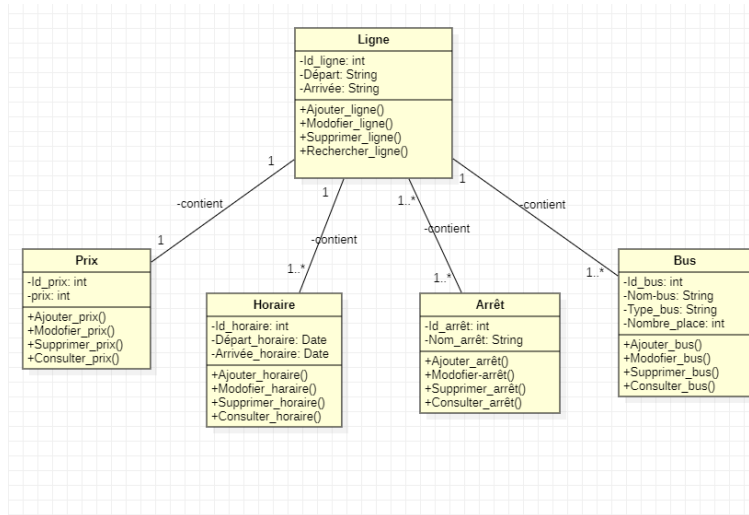 Ligne
-Id_ligne: int
-Départ: String
-Arrivée: String
+Ajouter_ligne()
+Modofier_ligne()
+Supprimer_ligne()
+Rechercher_ligne()
1
1
1..*
1
-contient
-contient
-contient
-contient
1
1..*
1..*
1..*
Prix
-Id_prix: int
-prix: int
+Ajouter_prix()
+Modofier_prix()
+Supprimer_prix()
+Consulter_prix()
Horaire
-Id_horaire: int
-Départ_horaire: Date
-Arrivée_horaire: Date
+Ajouter_horaire()
+Modofier_haraire()
+Supprimer_horaire()
+Consulter_horaire()
Arrêt
-Id_arrêt: int
-Nom_arrêt: String
+Ajouter_arrêt()
+Modofier-arrêt()
+Supprimer_arrêt()
+Consulter_arrêt()
Bus
-Id_bus: int
-Nom-bus: String
-Type_bus: String
-Nombre_place: int
+Ajouter_bus()
+Modofier_bus()
+Supprimer_bus()
+Consulter_bus()